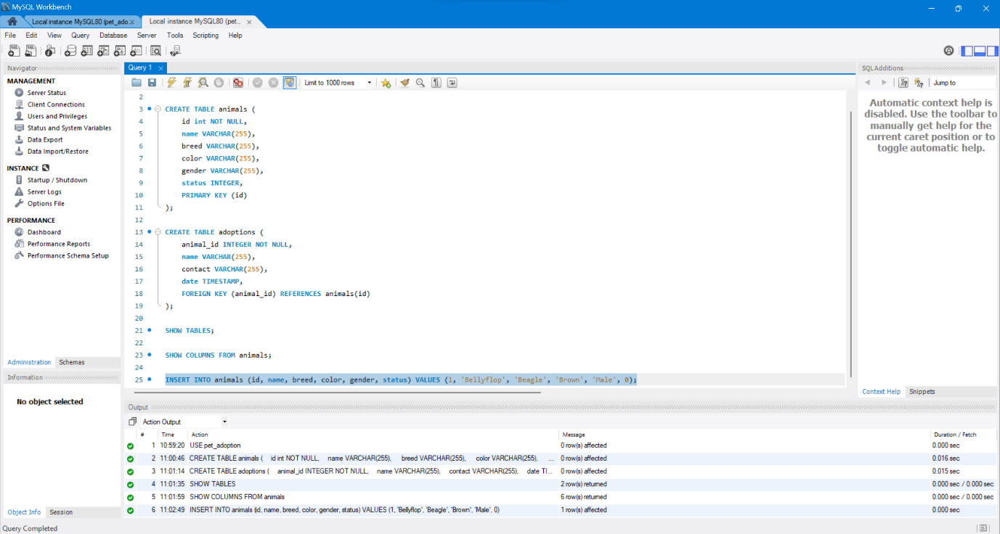 MySQL Workbench
Local instance MySQL80 (pet_ado.x
Local instance MySQL80 (pet... x
File Edit View Query Database Server Tools Scripting Help
Navigator
MANAGEMENT
Server Status
Client Connections
Users and Privileges
Status and System Variables
Data Export
Data Import/Restore
INSTANCE
Startup / Shutdown
Server Logs
Options File
PERFORMANCE
Dashboard
Performance Reports
Performance Schema Setup
Administration Schemas
Information
No object selected
Object Info Session
Query 1 x
Limit to 1000 rows
2
3 CREATE TABLE animals (
4 id int NOT NULL,
5 name VARCHAR(255),
6 breed VARCHAR(255),
7 color VARCHAR(255),
8 gender VARCHAR(255),
9 status INTEGER,
10 PRIMARY KEY (id)
11 );
12
13 CREATE TABLE adoptions (
14 animal_id INTEGER NOT NULL,
15 name VARCHAR(255),
16 contact VARCHAR(255),
17 date TIMESTAMP,
18 FOREIGN KEY (animal_id) REFERENCES animals(id)
19 );
20
21 SHOW TABLES;
22
23 SHOW COLUMNS FROM animals;
24
25 INSERT INTO animals (id, name, breed, color, gender, status) VALUES (1, 'Bellyflop', 'Beagle', 'Brown', 'Male', 0);
SQLAdditions
Jump to
Automatic context help is
disabled. Use the toolbar to
manually get help for the
current caret position or to
toggle automatic help.
Context Help Snippets
Output
Action Output
# Time Action Message Duration / Fetch
1 10:59:20 USE pet_adoption 0 row(s) affected 0.000 sec
2 11:00:46 CREATE TABLE animals ( id int NOT NULL, name VARCHAR(255), breed VARCHAR(255), color VARCHAR(255), ... 0 row(s) affected 0.016 sec
3 11:01:14 CREATE TABLE adoptions ( animal_id INTEGER NOT NULL, name VARCHAR(255), contact VARCHAR(255), date TI... 0 row(s) affected 0.015 sec
4 11:01:35 SHOW TABLES 2 row(s) returned 0.000 sec / 0.000 sec
5 11:01:59 SHOW COLUMNS FROM animals 6 row(s) returned 0.000 sec / 0.000 sec
6 11:02:49 INSERT INTO animals (id, name, breed, color, gender, status) VALUES (1, 'Bellyflop', 'Beagle', 'Brown', 'Male', 0) 1 row(s) affected 0.000 sec
Query Completed